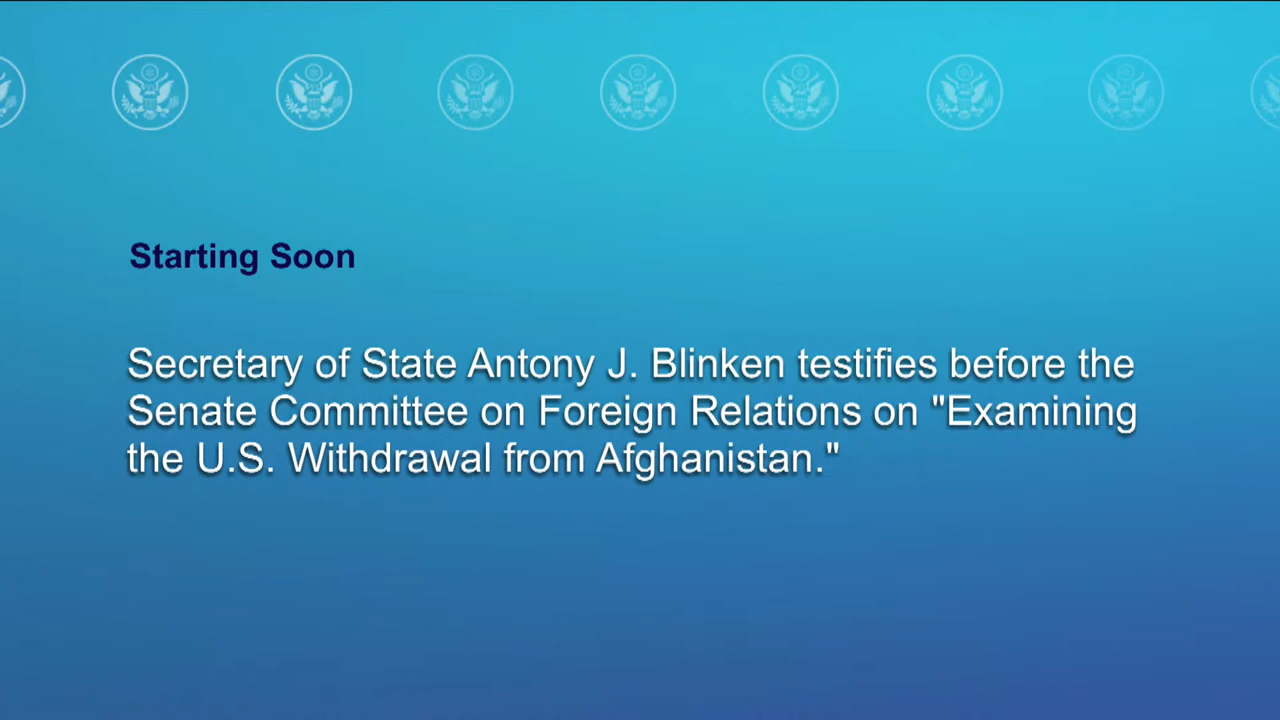 Starting Soon
Secretary of State Antony J. Blinken testifies before the
Senate Committee on Foreign Relations on "Examining
the U.S. Withdrawal from Afghanistan."